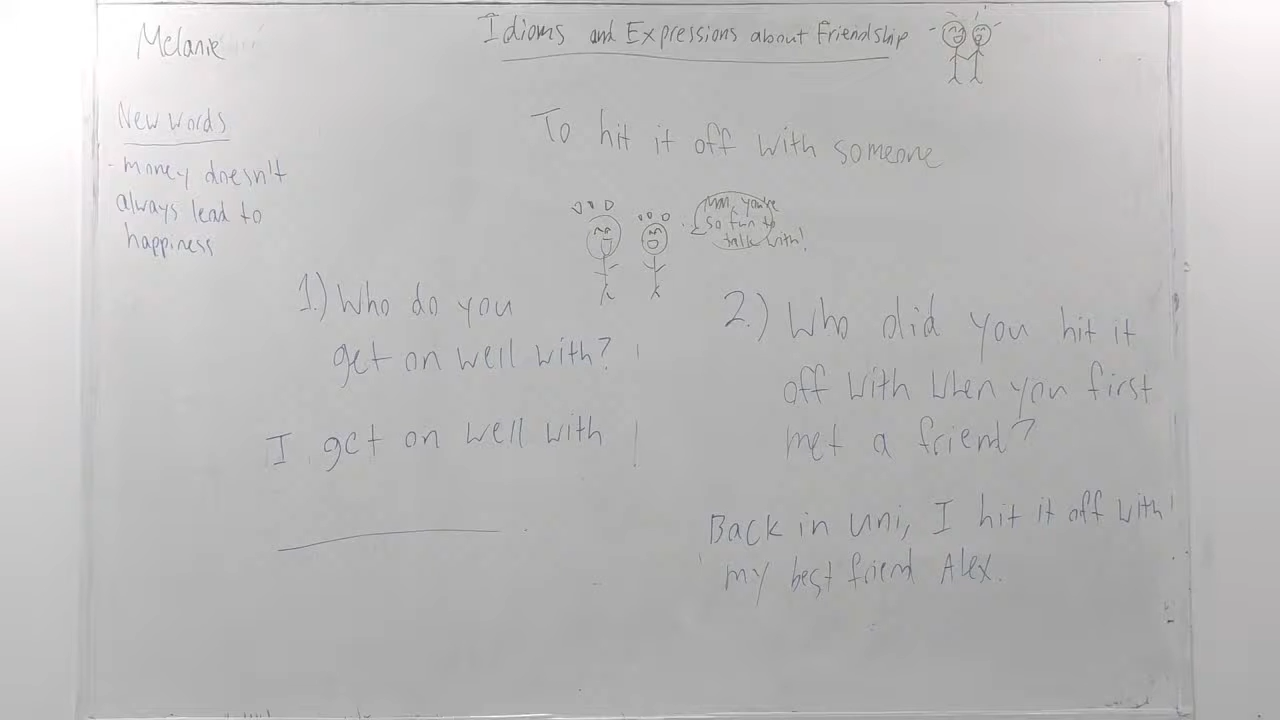 Melanie
Idioms and Expressions about Friendship
New words
- money doesn't
always lead to
happiness
To hit it off with someone
you're
so fun to
talk with!
1.) Who do you
get on well with?
I get on well with
2.) Who did you hit it
off with when you first
met a friend?
Back in uni, I hit it off with
my best friend Alex.